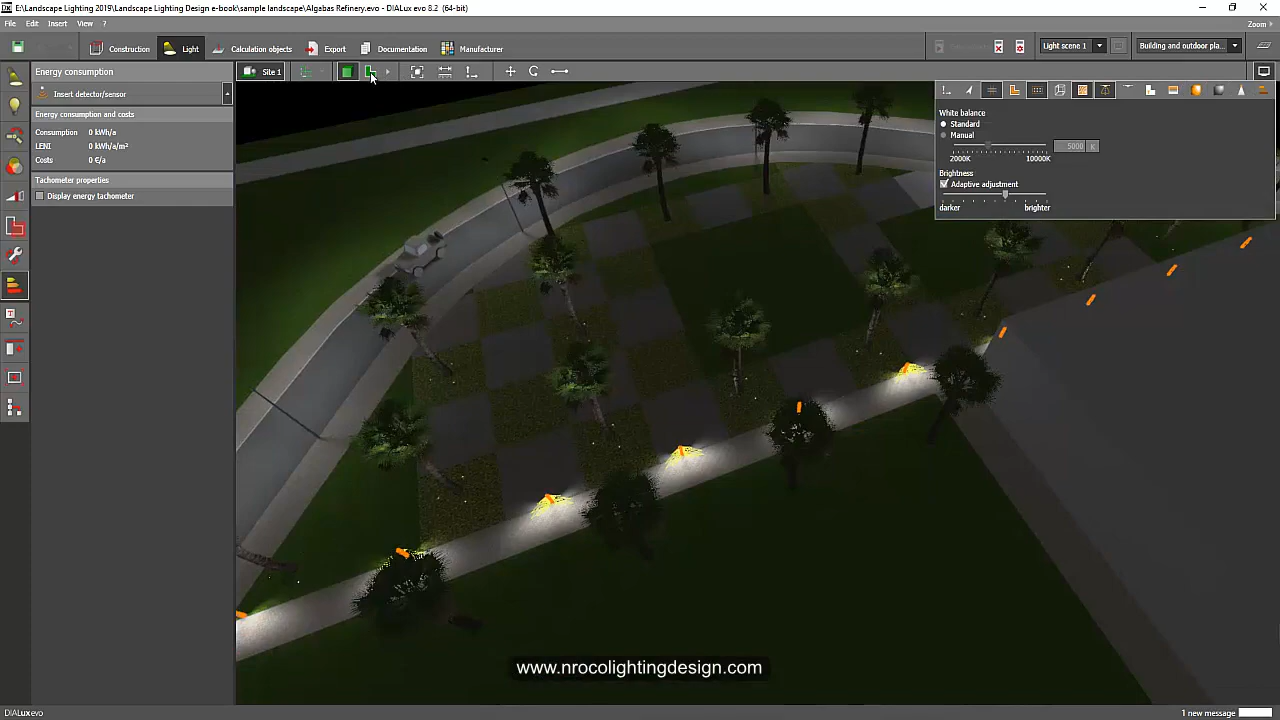 E:\Landscape Lighting 2019\Landscape Lighting Design e-book\sample landscape\Algabas Refinery.evo - DIALux evo 8.2 (64-bit)
File Edit Insert View ?
Zoom
Construction Light Calculation objects Export Documentation Manufacturer
Light scene 1 Building and outdoor pla...
Energy consumption
Site 1
Insert detector/sensor
Energy consumption and costs
Consumption 0 kWh/a
LENI 0 kWh/a/m²
Costs 0 €/a
Tachometer properties
Display energy tachometer
White balance
Standard
Manual
5000 K
2000K 10000K
Brightness
Adaptive adjustment
darker brighter
www.nrocolightingdesign.com
DIALux evo
1 new message